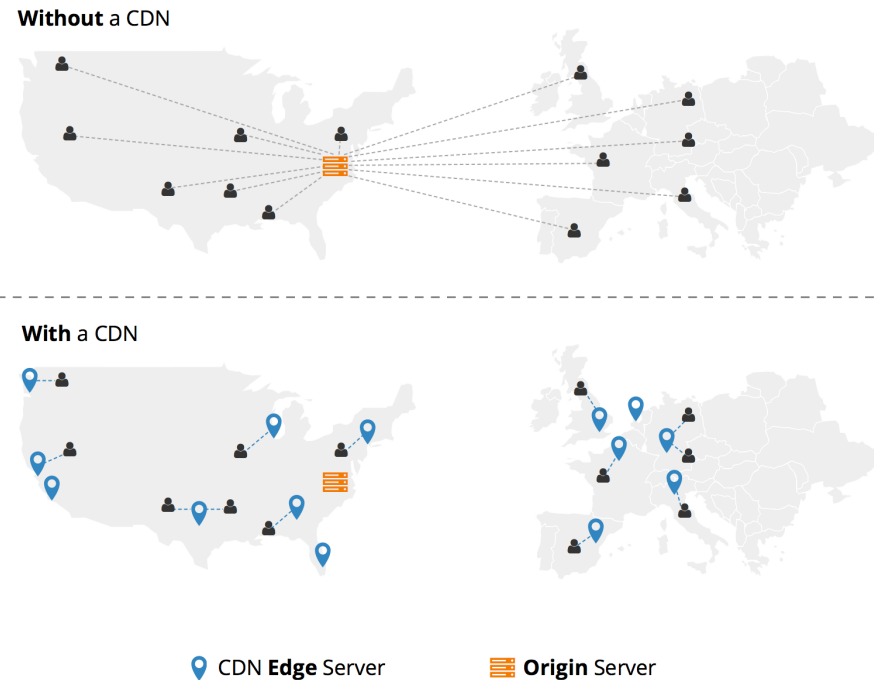 Without a CDN
With a CDN
CDN Edge Server
Origin Server